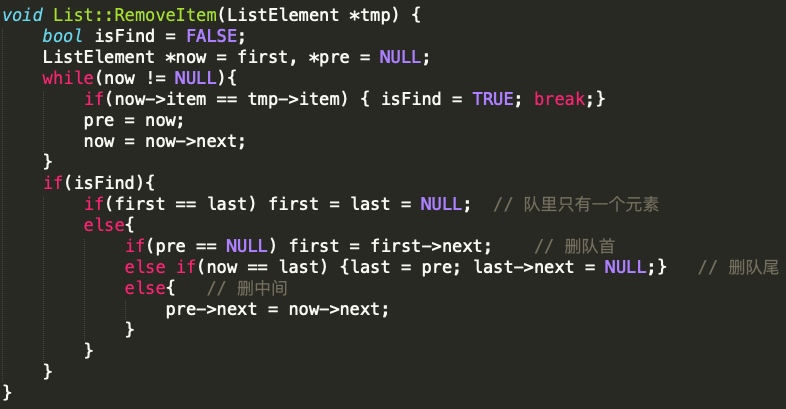 void List::RemoveItem(ListElement *tmp) {
    bool isFind = FALSE;
    ListElement *now = first, *pre = NULL;
    while(now != NULL){
        if(now->item == tmp->item) { isFind = TRUE; break;}
        pre = now;
        now = now->next;
    }
    if(isFind){
        if(first == last) first = last = NULL;  // 队里只有一个元素
        else{
            if(pre == NULL) first = first->next;    // 删队首
            else if(now == last) {last = pre; last->next = NULL;}   // 删队尾
            else{   // 删中间
                pre->next = now->next;
            }
        }
    }
}